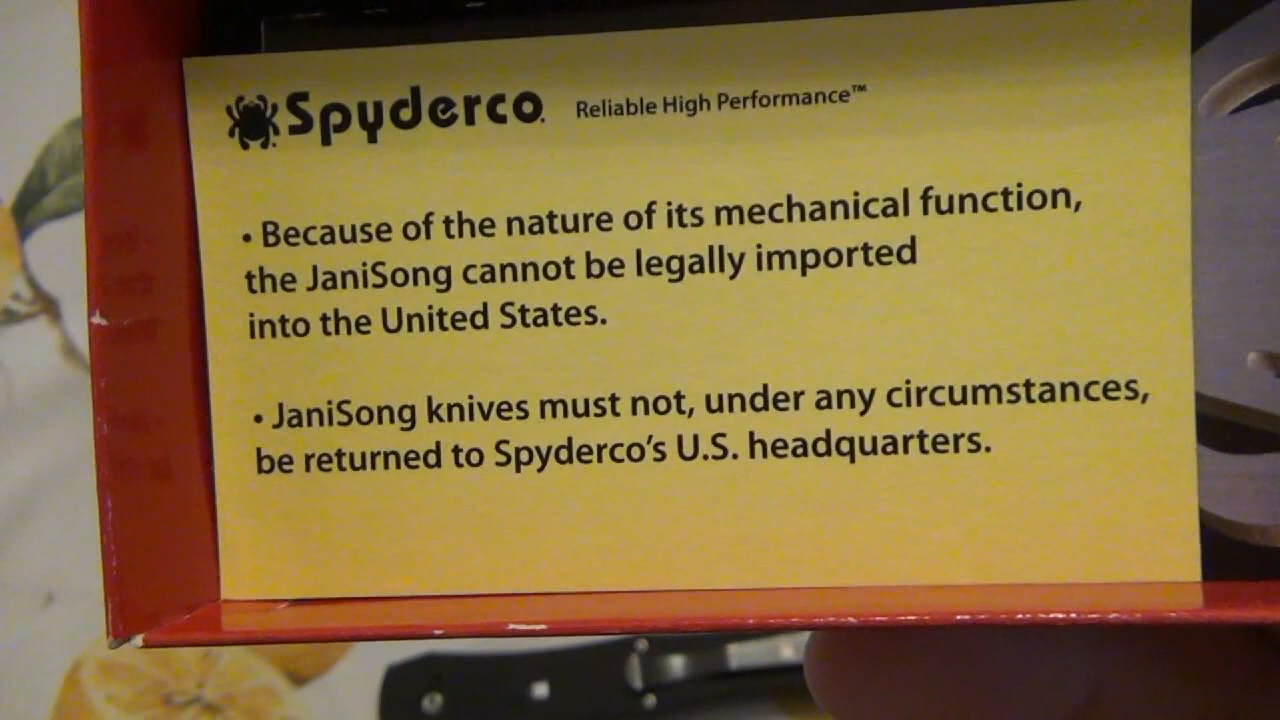 Spyderco. Reliable High Performance™
• Because of the nature of its mechanical function,
the JaniSong cannot be legally imported
into the United States.
• JaniSong knives must not, under any circumstances,
be returned to Spyderco's U.S. headquarters.